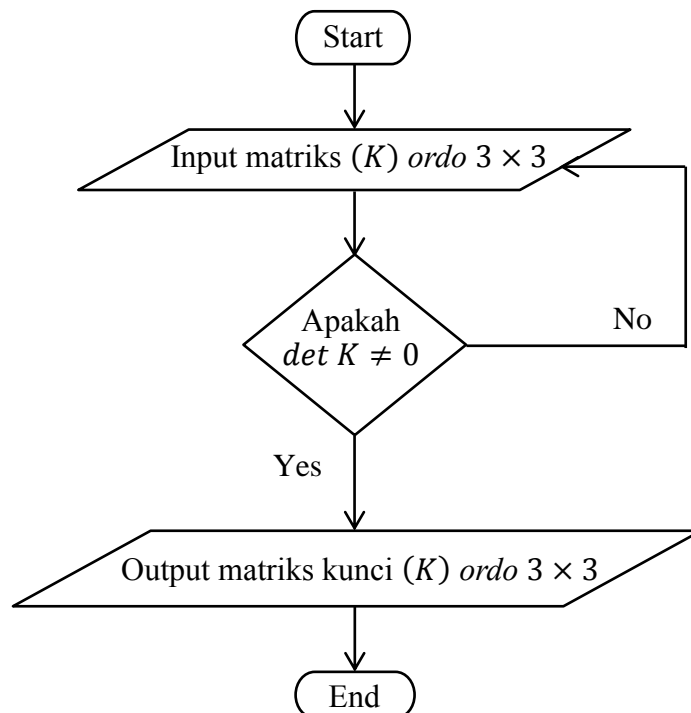 Start
Input matriks (K) ordo 3 × 3
Apakah
det K ≠ 0
No
Yes
Output matriks kunci (K) ordo 3 × 3
End